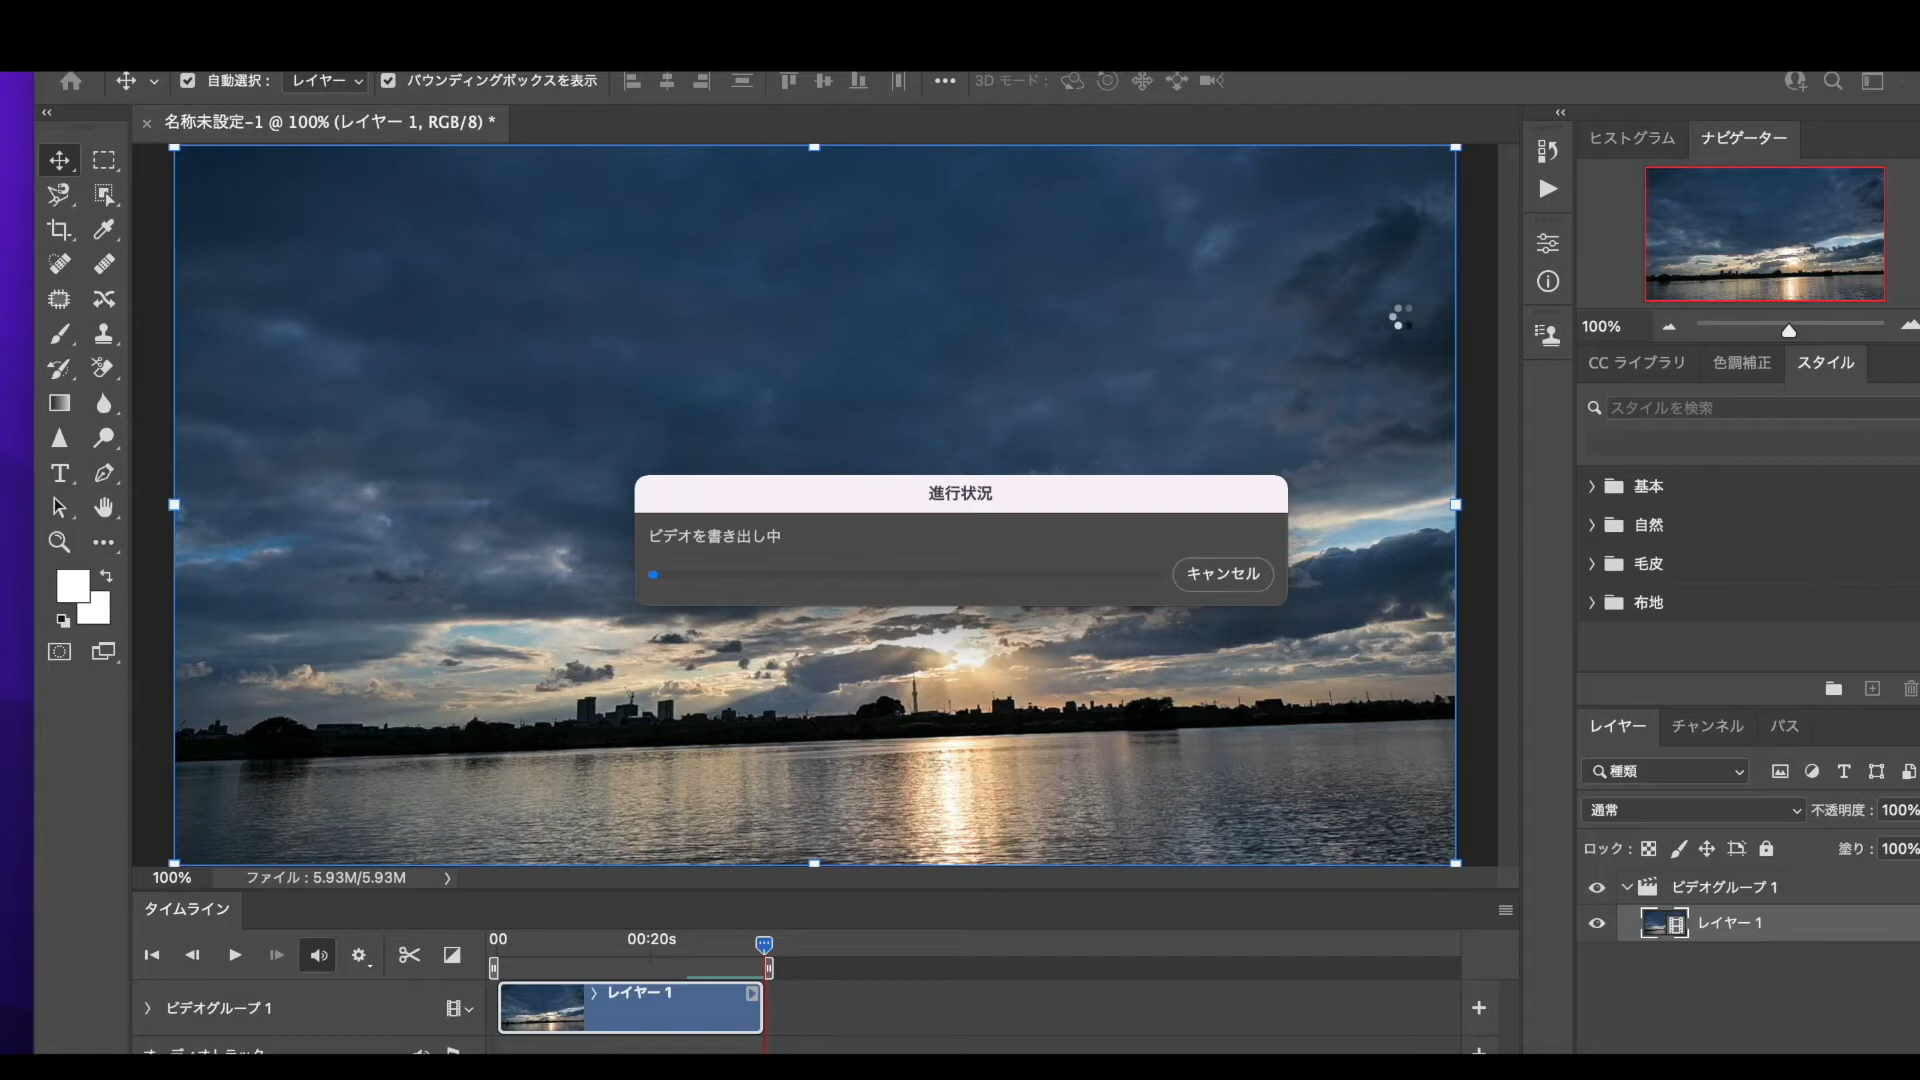 自動選択：
レイヤー
バウンディングボックスを表示
3D モード：
名称未設定-1 @ 100% (レイヤー 1, RGB/8) *
ヒストグラム
ナビゲーター
100%
CC ライブラリ
色調補正
スタイル
スタイルを検索
進行状況
ビデオを書き出し中
キャンセル
基本
自然
毛皮
布地
レイヤー
チャンネル
パス
種類
通常
不透明度：
100%
ロック：
塗り：
100%
ビデオグループ 1
レイヤー 1
100%
ファイル：5.93M/5.93M
タイムライン
00
00:20s
レイヤー 1
ビデオグループ 1